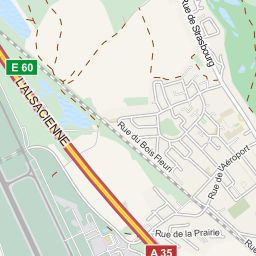 Rue de Strasbourg
E 60
L'ALSACIENNE
Rue du Bois Fleuri
Rue de l'Aéroport
Rue de la Prairie
A 35